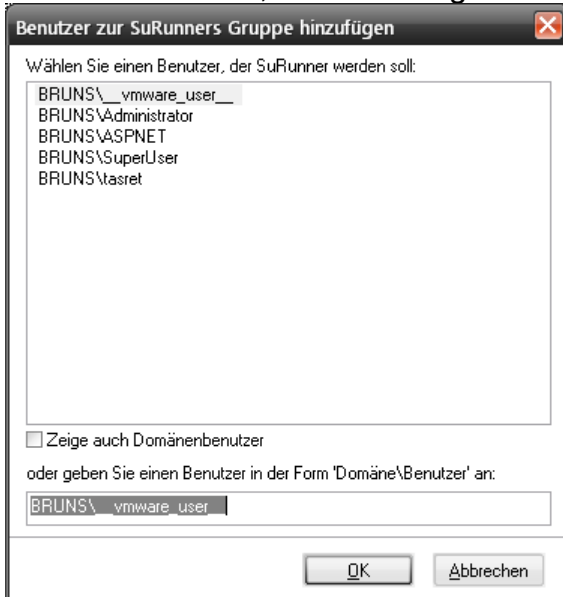 Benutzer zur SuRunners Gruppe hinzufügen
Wählen Sie einen Benutzer, der SuRunner werden soll:
BRUNS\__vmware_user__
BRUNS\Administrator
BRUNS\ASPNET
BRUNS\SuperUser
BRUNS\tasret
Zeige auch Domänenbenutzer
oder geben Sie einen Benutzer in der Form 'Domäne\Benutzer' an:
BRUNS\__vmware_user__
OK
Abbrechen